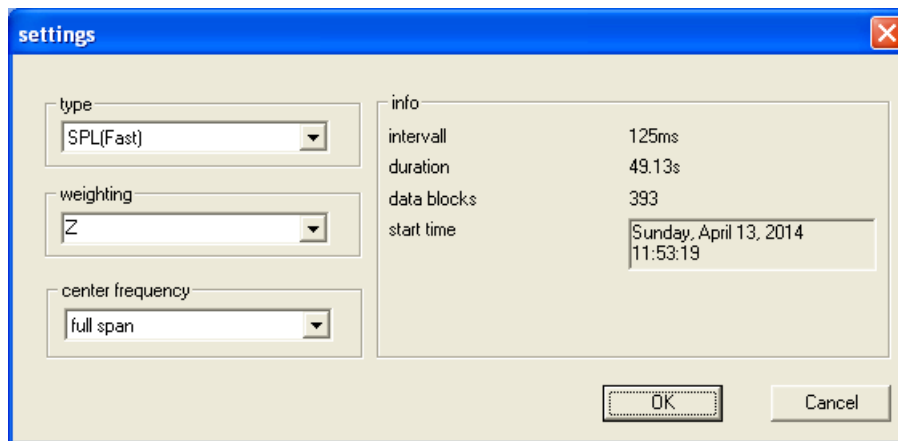 settings
type
SPL(Fast)
weighting
Z
center frequency
full span
info
intervall 125ms
duration 49.13s
data blocks 393
start time Sunday, April 13, 2014
11:53:19
OK Cancel